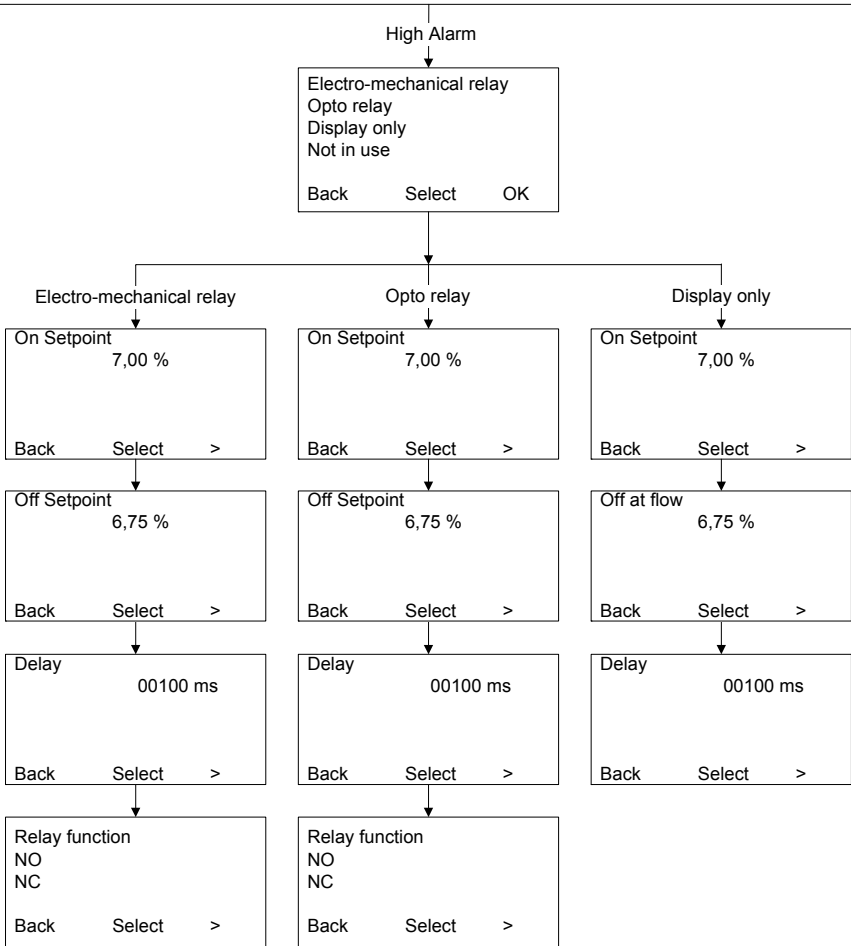 High Alarm
Electro-mechanical relay
Opto relay
Display only
Not in use
Back Select OK
Electro-mechanical relay
Opto relay
Display only
On Setpoint
7,00 %
Back Select >
On Setpoint
7,00 %
Back Select >
On Setpoint
7,00 %
Back Select >
Off Setpoint
6,75 %
Back Select >
Off Setpoint
6,75 %
Back Select >
Off at flow
6,75 %
Back Select >
Delay
00100 ms
Back Select >
Delay
00100 ms
Back Select >
Delay
00100 ms
Back Select >
Relay function
NO
NC
Back Select >
Relay function
NO
NC
Back Select >